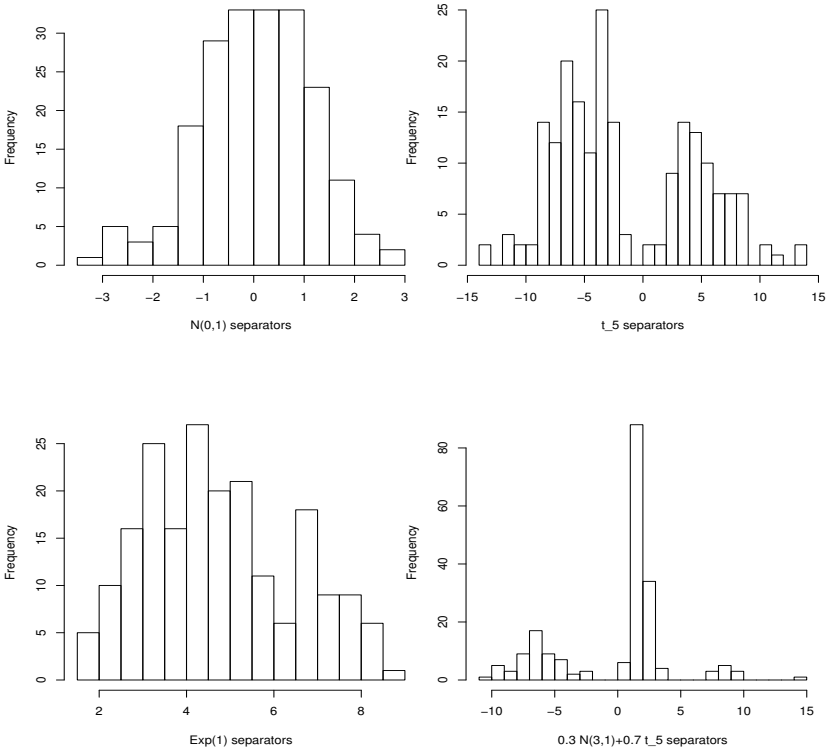 Frequency
0 5 10 15 20 25 30
−3 −2 −1 0 1 2 3
N(0,1) separators
Frequency
0 5 10 15 20 25
−15 −10 −5 0 5 10 15
t_5 separators
Frequency
0 5 10 15 20 25
2 4 6 8
Exp(1) separators
Frequency
0 20 40 60 80
−10 −5 0 5 10 15
0.3 N(3,1)+0.7 t_5 separators